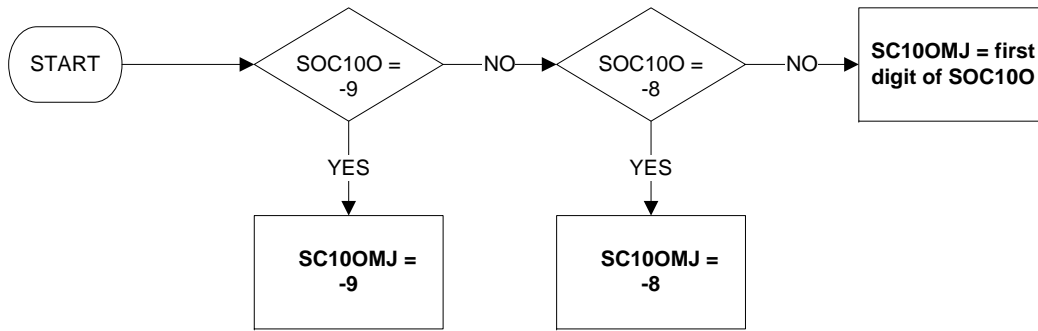 START
SOC10O =
-9
NO
SOC10O =
-8
NO
SC10OMJ = first
digit of SOC10O
YES
YES
SC10OMJ =
-9
SC10OMJ =
-8